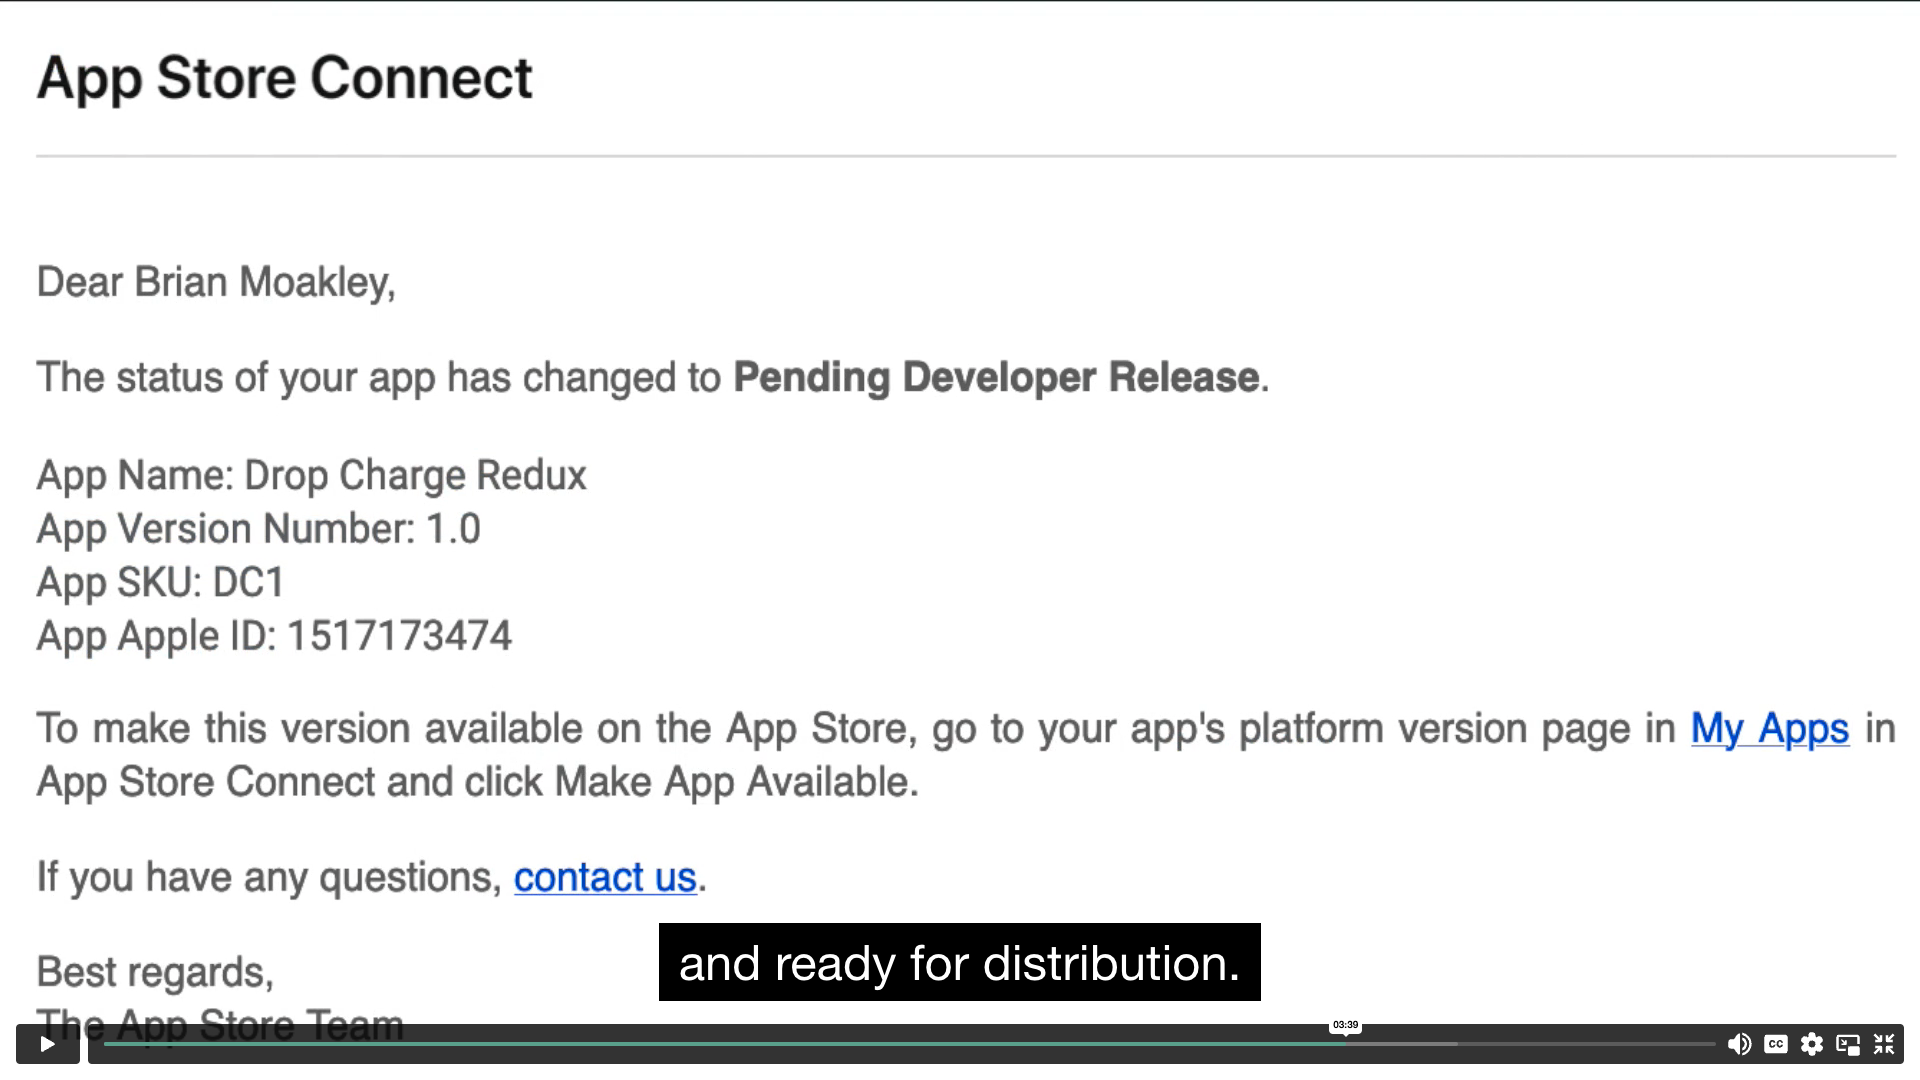 App Store Connect
Dear Brian Moakley,
The status of your app has changed to Pending Developer Release.
App Name: Drop Charge Redux
App Version Number: 1.0
App SKU: DC1
App Apple ID: 1517173474
To make this version available on the App Store, go to your app's platform version page in My Apps in
App Store Connect and click Make App Available.
If you have any questions, contact us.
and ready for distribution.
Best regards,
The App Store Team
03:39
CC